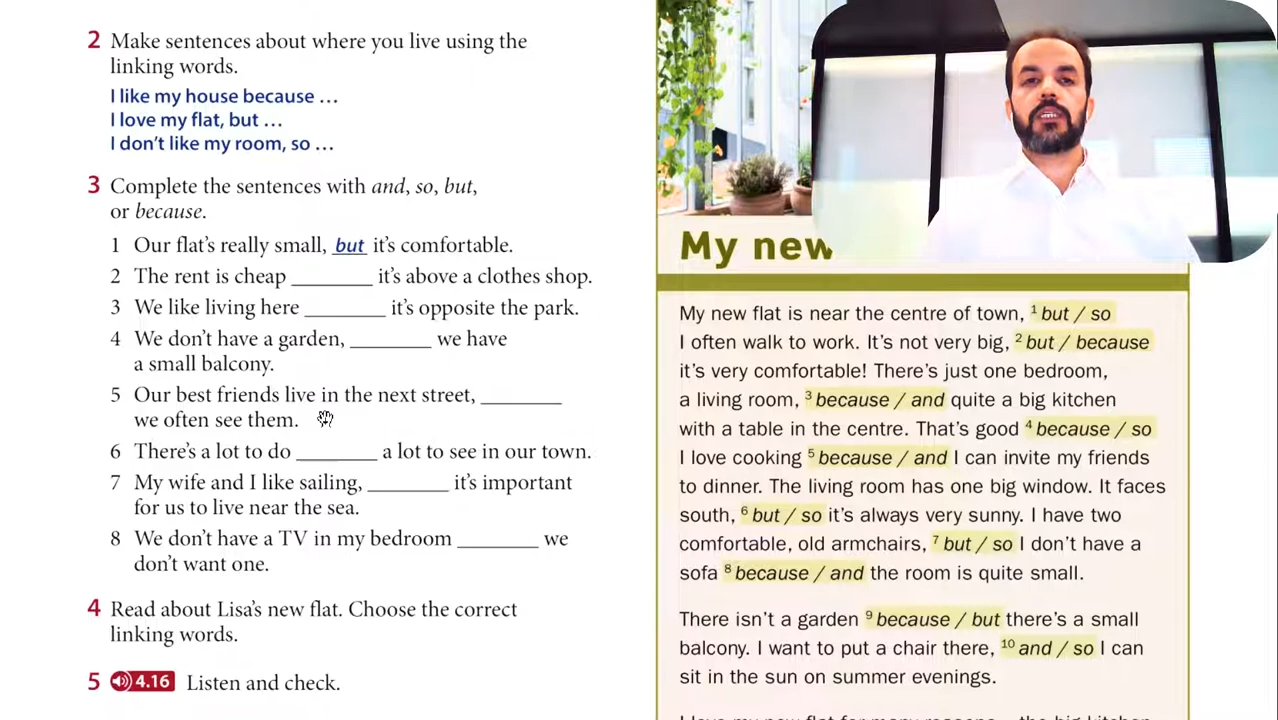 2 Make sentences about where you live using the
linking words.
I like my house because …
I love my flat, but …
I don't like my room, so …
3 Complete the sentences with and, so, but,
or because.
1 Our flat's really small, but it's comfortable.
2 The rent is cheap ________ it's above a clothes shop.
3 We like living here ________ it's opposite the park.
4 We don't have a garden, ________ we have
a small balcony.
5 Our best friends live in the next street, ________
we often see them.
6 There's a lot to do ________ a lot to see in our town.
7 My wife and I like sailing, ________ it's important
for us to live near the sea.
8 We don't have a TV in my bedroom ________ we
don't want one.
4 Read about Lisa's new flat. Choose the correct
linking words.
5 4.16 Listen and check.
My new
My new flat is near the centre of town, 1 but / so
I often walk to work. It's not very big, 2 but / because
it's very comfortable! There's just one bedroom,
a living room, 3 because / and quite a big kitchen
with a table in the centre. That's good 4 because / so
I love cooking 5 because / and I can invite my friends
to dinner. The living room has one big window. It faces
south, 6 but / so it's always very sunny. I have two
comfortable, old armchairs, 7 but / so I don't have a
sofa 8 because / and the room is quite small.
There isn't a garden 9 because / but there's a small
balcony. I want to put a chair there, 10 and / so I can
sit in the sun on summer evenings.